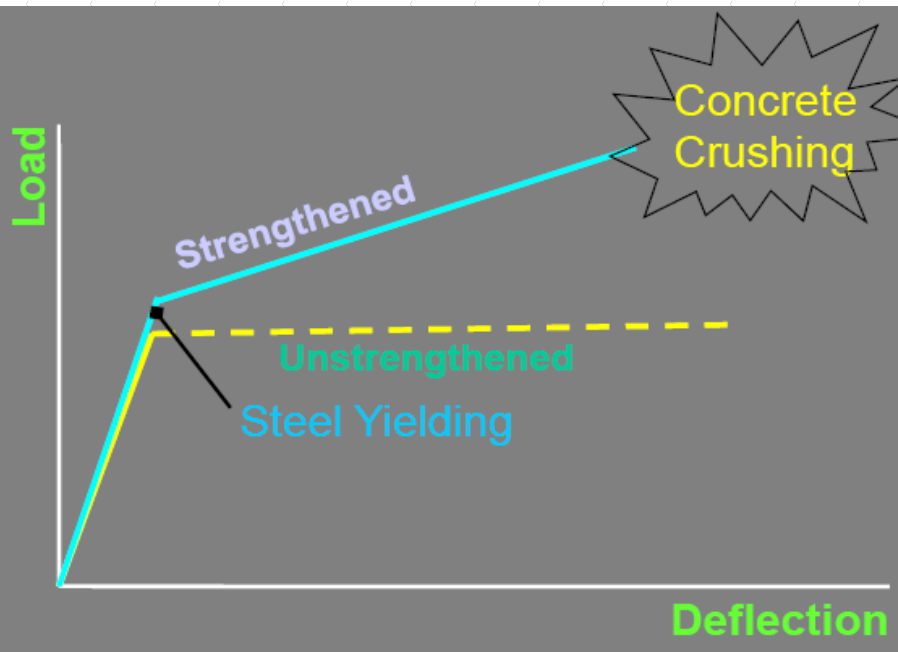 Concrete
Crushing
Load
Strengthened
Unstrengthened
Steel Yielding
Deflection